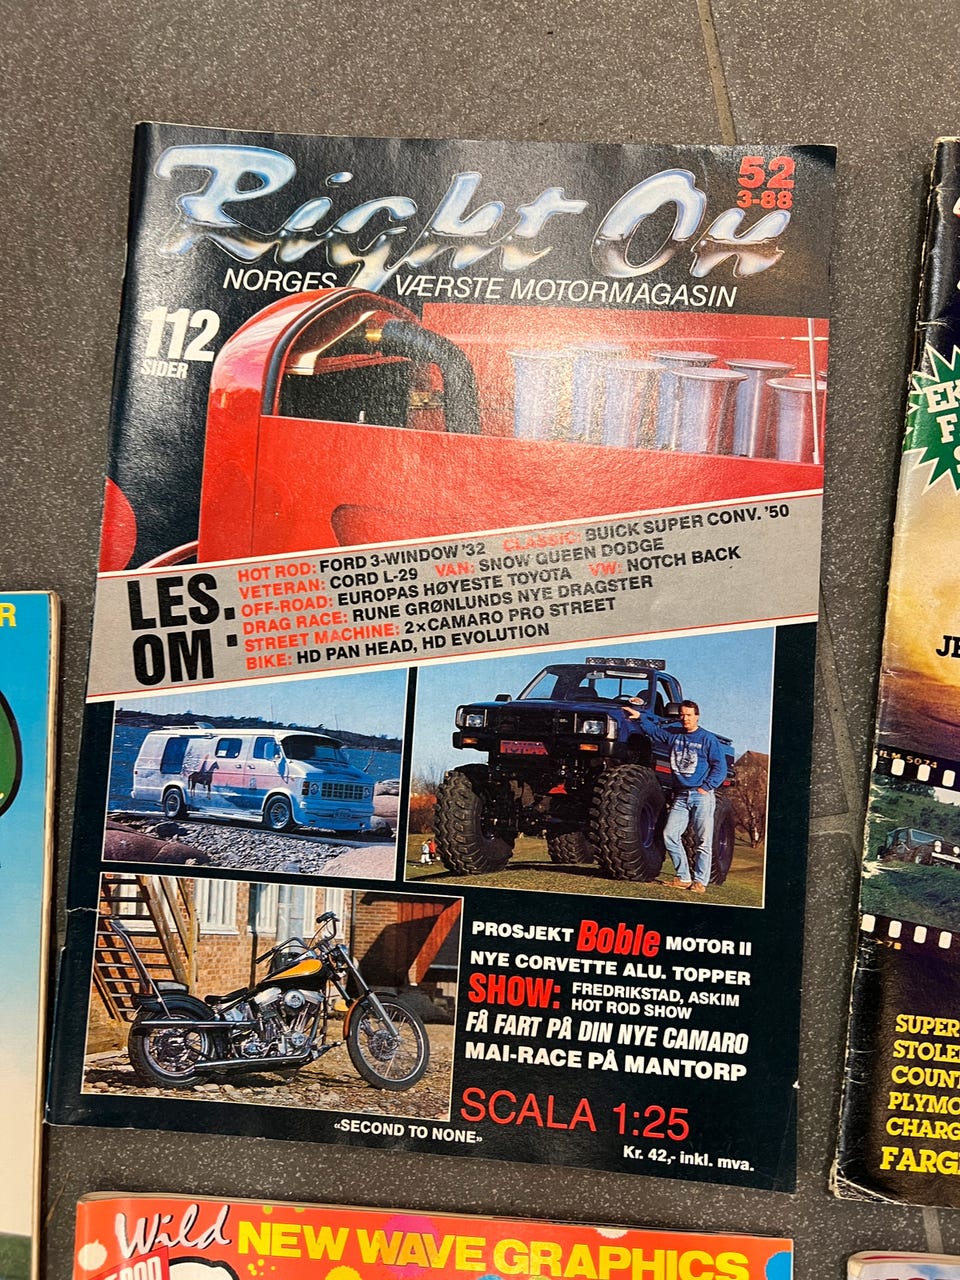 Right On
52
3-88
NORGES VÆRSTE MOTORMAGASIN
112
SIDER
LES
OM :
HOT ROD: FORD 3-WINDOW '32 CLASSIC: BUICK SUPER CONV. '50
VETERAN: CORD L-29 VAN: SNOW QUEEN DODGE
OFF-ROAD: EUROPAS HØYESTE TOYOTA VW: NOTCH BACK
DRAG RACE: RUNE GRØNLUNDS NYE DRAGSTER
STREET MACHINE: 2xCAMARO PRO STREET
BIKE: HD PAN HEAD, HD EVOLUTION
PROSJEKT Boble MOTOR II
NYE CORVETTE ALU. TOPPER
SHOW: FREDRIKSTAD, ASKIM
HOT ROD SHOW
FÅ FART PÅ DIN NYE CAMARO
MAI-RACE PÅ MANTORP
SCALA 1:25
«SECOND TO NONE»
Kr. 42,- inkl. mva.
R
EK
F
S
JE
5074
SUPER
STOLE
COUNT
PLYMO
CHARG
FARG
Wild NEW WAVE GRAPHICS
ROD